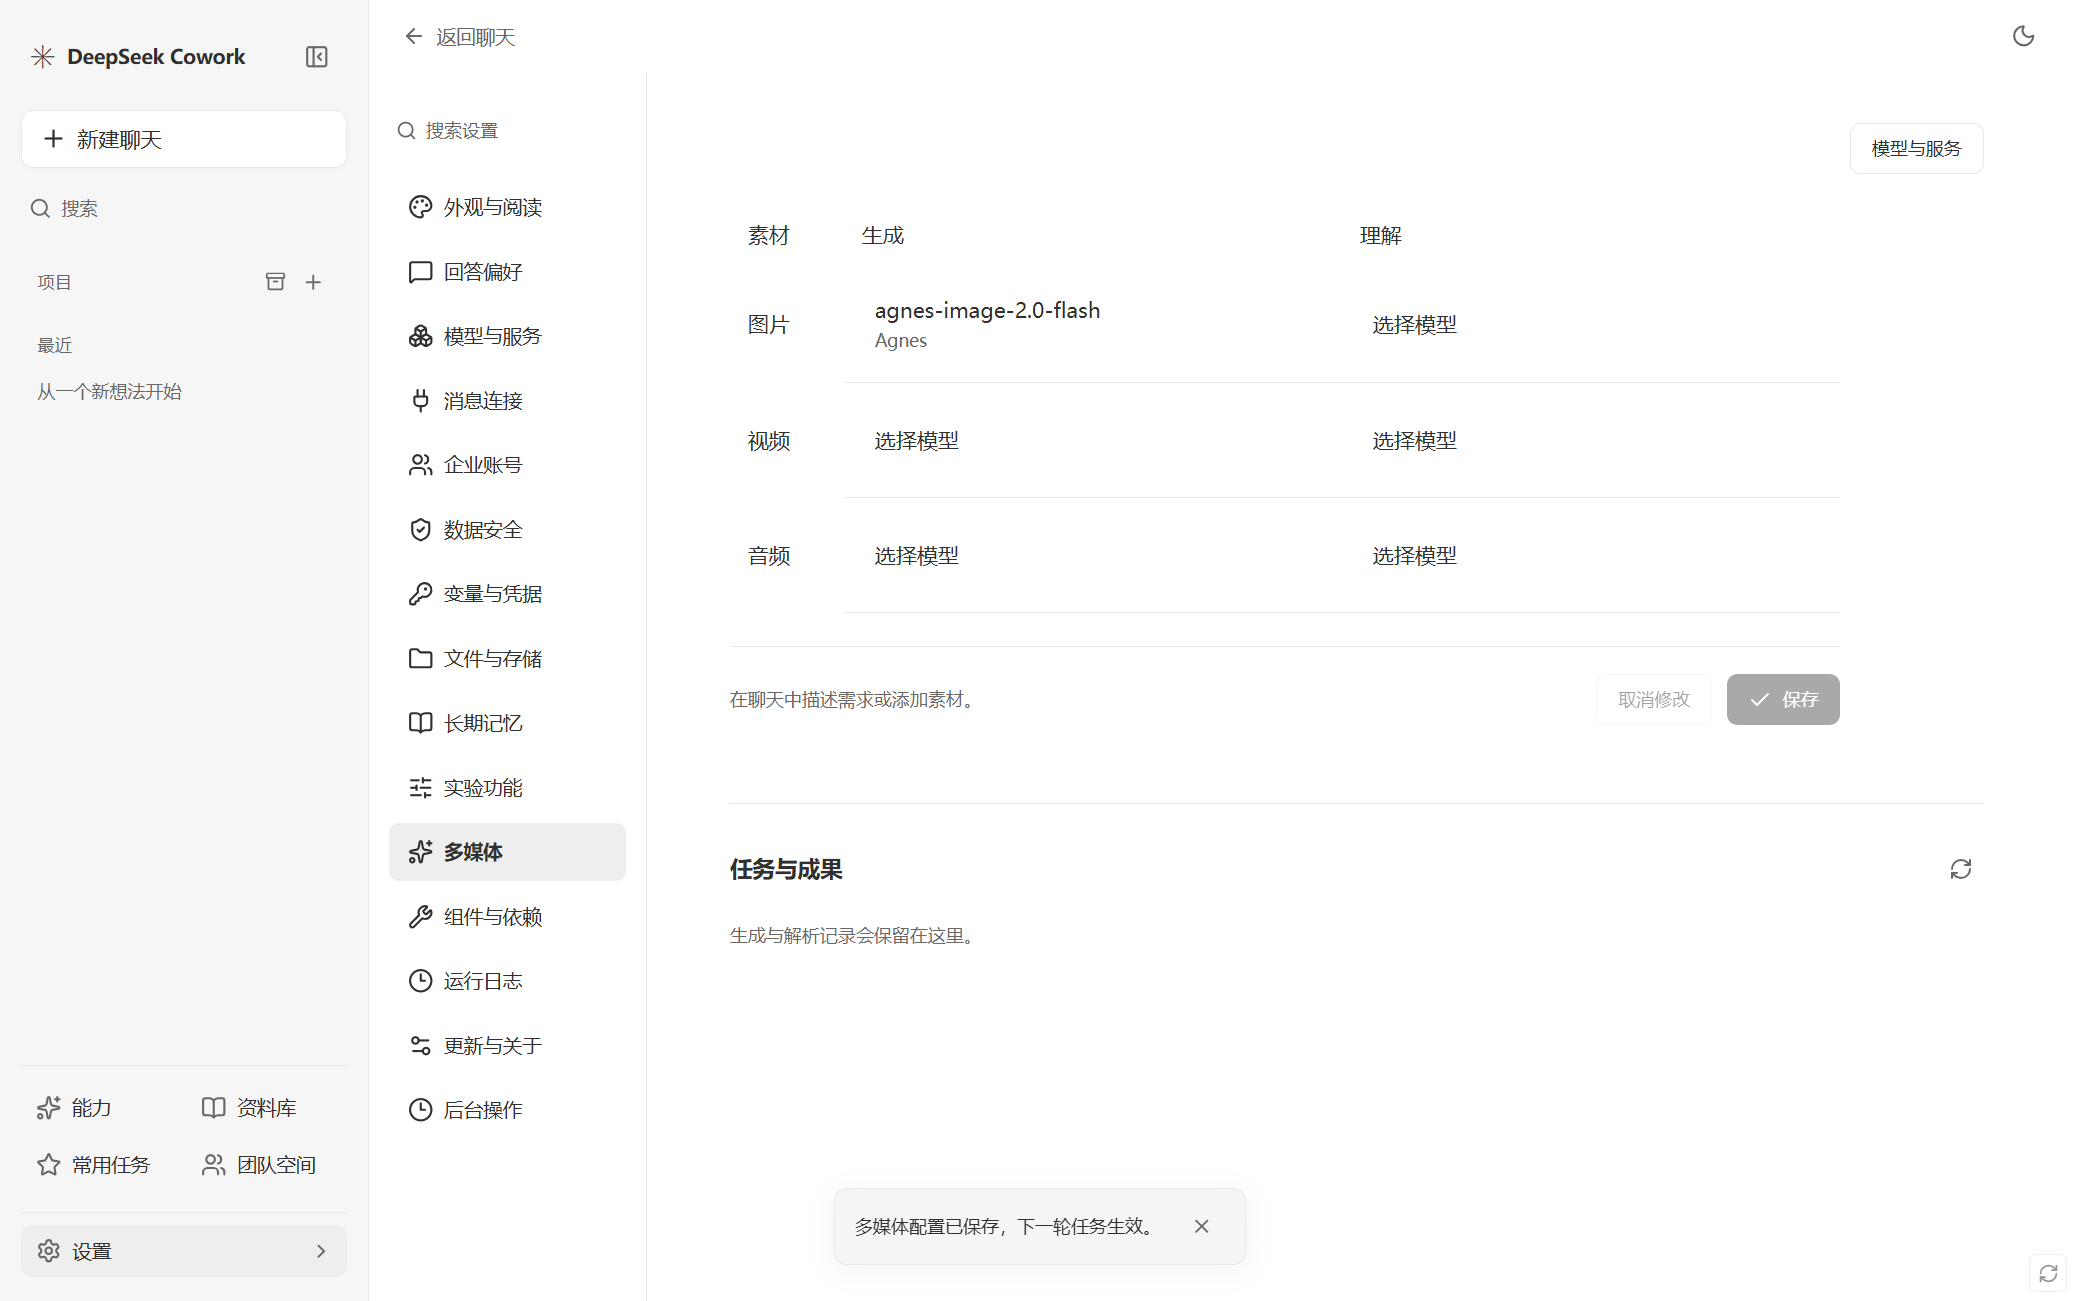 DeepSeek Cowork
新建聊天
搜索
项目
最近
从一个新想法开始
能力
资料库
常用任务
团队空间
设置
返回聊天
搜索设置
外观与阅读
回答偏好
模型与服务
消息连接
企业账号
数据安全
变量与凭据
文件与存储
长期记忆
实验功能
多媒体
组件与依赖
运行日志
更新与关于
后台操作
模型与服务
素材 生成 理解
图片 agnes-image-2.0-flash 选择模型
Agnes
视频 选择模型 选择模型
音频 选择模型 选择模型
在聊天中描述需求或添加素材。
取消修改 保存
任务与成果
生成与解析记录会保留在这里。
多媒体配置已保存，下一轮任务生效。